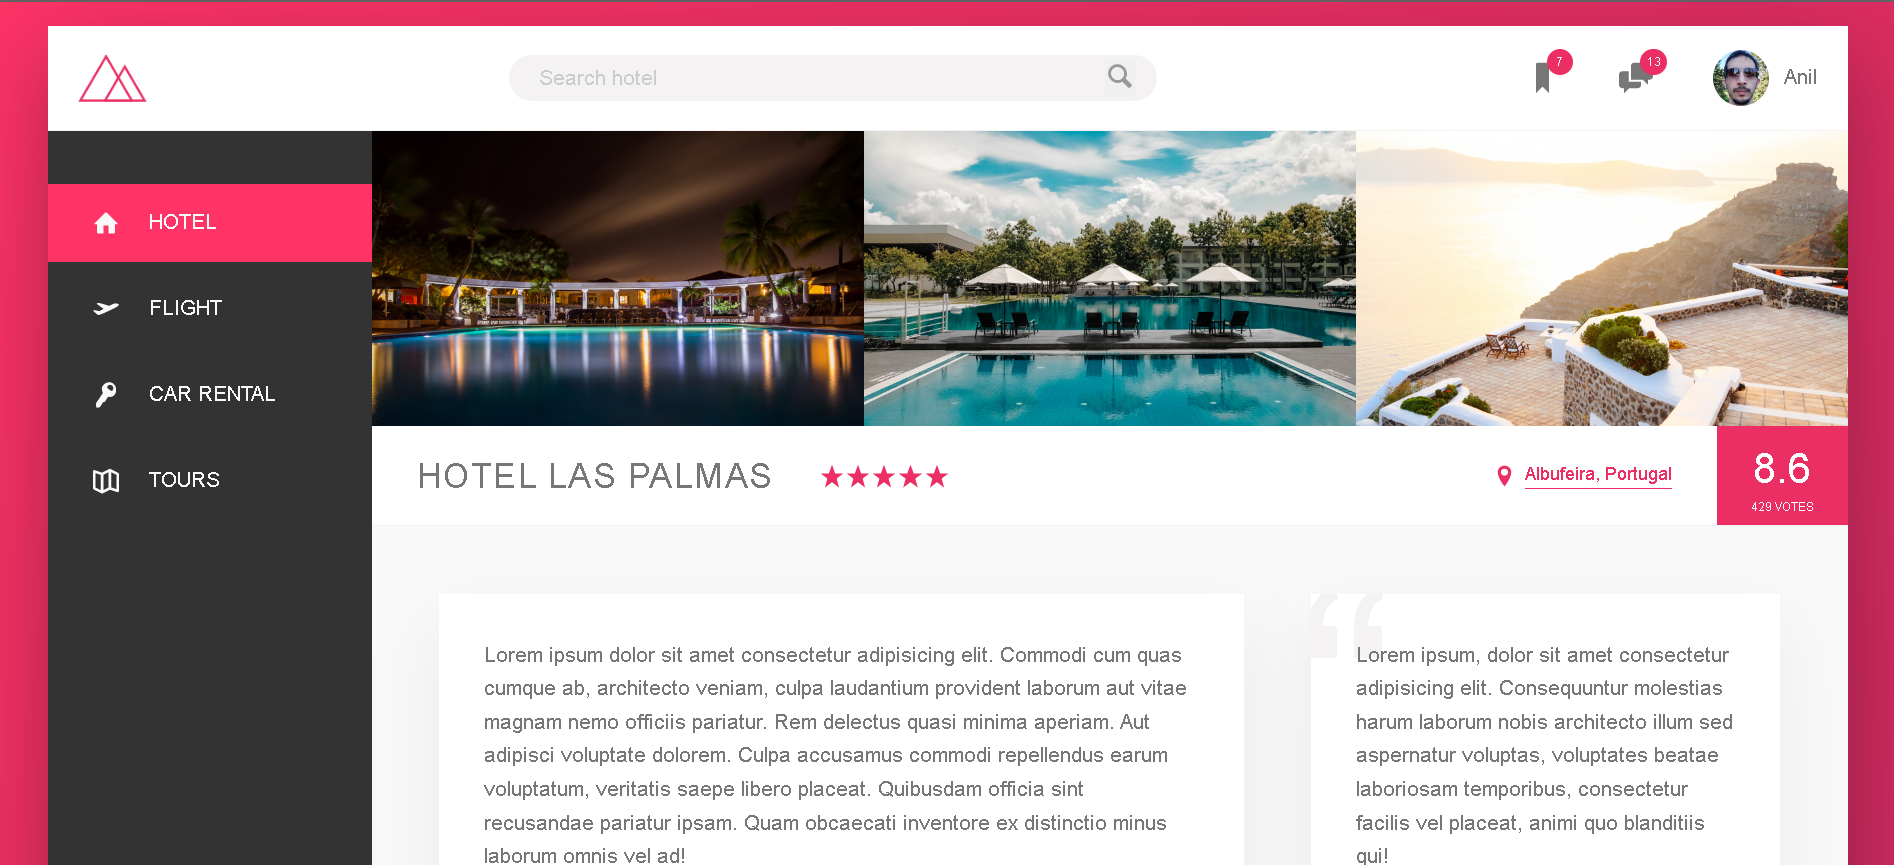 Search hotel
7
13
Anil
HOTEL
FLIGHT
CAR RENTAL
TOURS
HOTEL LAS PALMAS
Albufeira, Portugal
8.6
429 VOTES
Lorem ipsum dolor sit amet consectetur adipisicing elit. Commodi cum quas
cumque ab, architecto veniam, culpa laudantium provident laborum aut vitae
magnam nemo officiis pariatur. Rem delectus quasi minima aperiam. Aut
adipisci voluptate dolorem. Culpa accusamus commodi repellendus earum
voluptatum, veritatis saepe libero placeat. Quibusdam officia sint
recusandae pariatur ipsam. Quam obcaecati inventore ex distinctio minus
laborum omnis vel ad!
“
Lorem ipsum, dolor sit amet consectetur
adipisicing elit. Consequuntur molestias
harum laborum nobis architecto illum sed
aspernatur voluptas, voluptates beatae
laboriosam temporibus, consectetur
facilis vel placeat, animi quo blanditiis
qui!